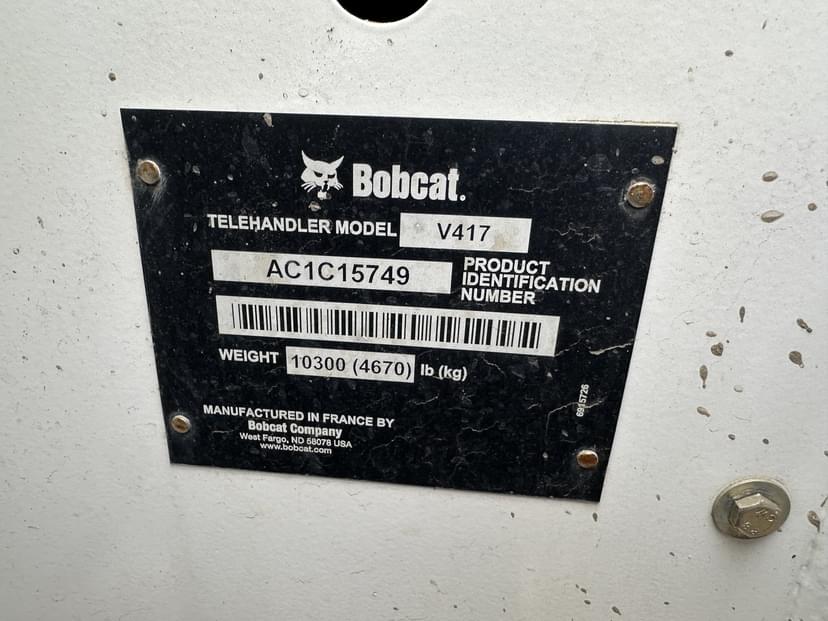 Bobcat.
TELEHANDLER MODEL V417
AC1C15749 PRODUCT IDENTIFICATION NUMBER
WEIGHT 10300 (4670) lb (kg)
6915726
MANUFACTURED IN FRANCE BY
Bobcat Company
West Fargo, ND 58078 USA
www.bobcat.com